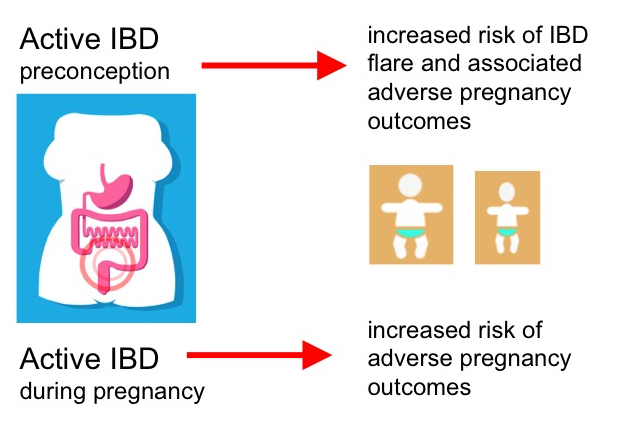 Active IBD
preconception
increased risk of IBD
flare and associated
adverse pregnancy
outcomes
Active IBD
during pregnancy
increased risk of
adverse pregnancy
outcomes